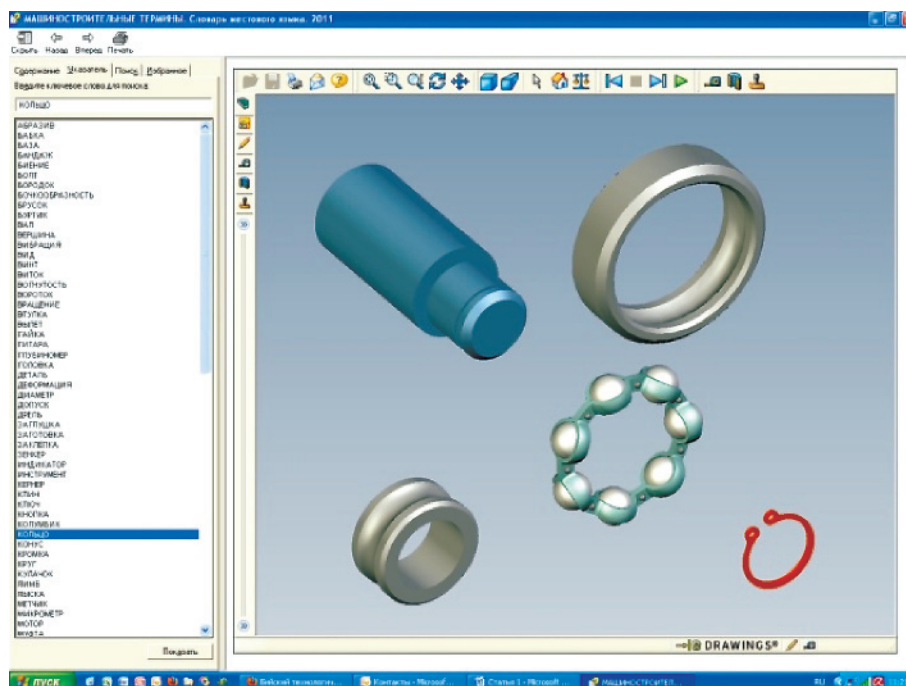 МАШИНОСТРОИТЕЛЬНЫЕ ТЕРМИНЫ. Словарь жестового языка. 2011
Скрыть Назад Вперед Печать
Содержание Указатель Поиск Избранное
Введите ключевое слово для поиска
КОЛЬЦО
АБРАЗИВ
БАБКА
БАЗА
БАНДАЖ
БИЕНИЕ
БОЛТ
БОРОДОК
БОЧКООБРАЗНОСТЬ
БРУСОК
БУРТИК
ВАЛ
ВЕРШИНА
ВИБРАЦИЯ
ВИД
ВИНТ
ВИТОК
ВОГНУТОСТЬ
ВОРОТОК
ВРАЩЕНИЕ
ВТУЛКА
ВЫЛЕТ
ГАЙКА
ГИТАРА
ГЛУБИНОМЕР
ГОЛОВКА
ДЕТАЛЬ
ДЕФОРМАЦИЯ
ДИАМЕТР
ДОПУСК
ДРЕЛЬ
ЗАГЛУШКА
ЗАГОТОВКА
ЗАКЛЕПКА
ЗЕНКЕР
ИНДИКАТОР
ИНСТРУМЕНТ
КЕРНЕР
КЛИН
КЛЮЧ
КНОПКА
КОЛУМБИК
КОЛЬЦО
КОНУС
КРОМКА
КРУГ
КУЛАЧОК
ЛИМБ
ЛЫСКА
МЕТЧИК
МИКРОМЕТР
МОТОР
МУФТА
Показать
DRAWINGS®
пуск
Бийский технологич...
Контакты - Microsof...
Статья 1 - Microsoft ...
МАШИНОСТРОИТЕЛ...
RU